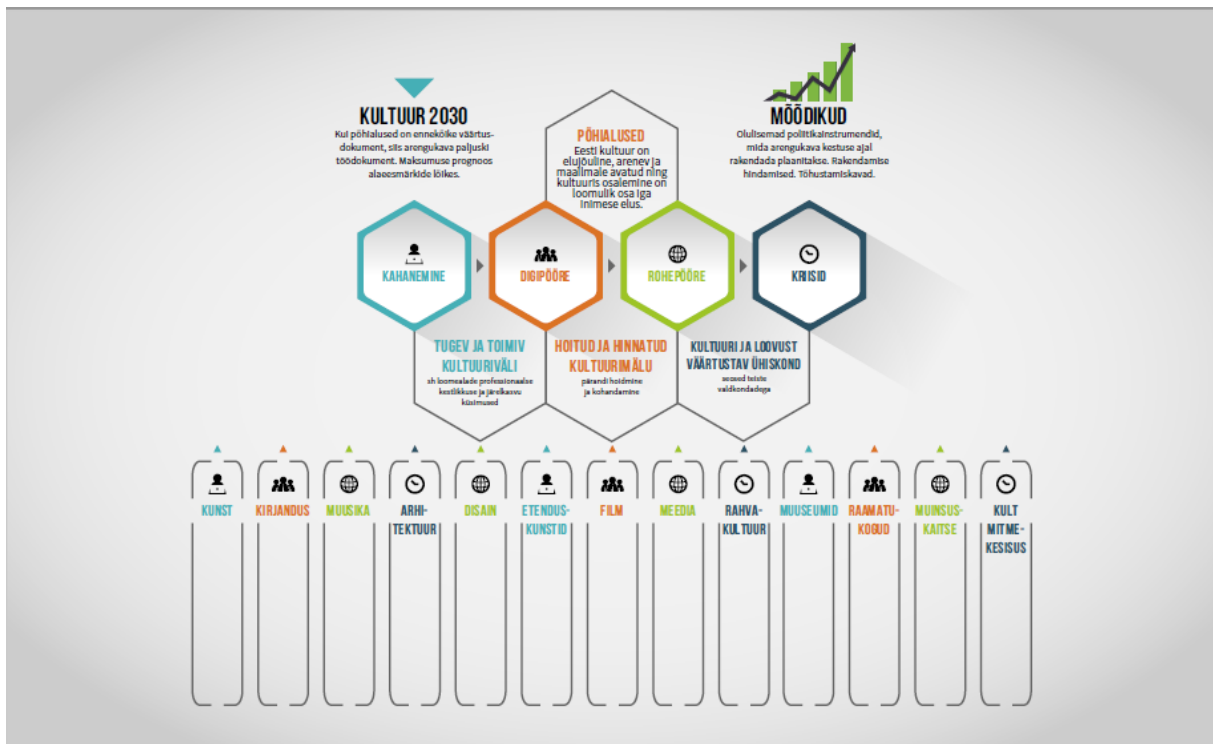 KULTUUR 2030
Kui põhialused on ennekõike väärtus-
dokument, siis arengukava paljuski
töödokument. Maksumuse prognoos
alaeesmärkide lõikes.
PÕHIALUSED
Eesti kultuur on
elujõuline, arenev ja
maailmale avatud ning
kultuuris osalemine on
loomulik osa iga
inimese elus.
MÕÕDIKUD
Olulisemad poliitikainstrumendid,
mida arengukava kestuse ajal
rakendada plaanitakse. Rakendamise
hindamised. Tõhustamiskavad.
KAHANEMINE
DIGIPÖÖRE
ROHEPÖÖRE
KRIISID
TUGEV JA TOIMIV
KULTUURIVÄLI
sh loomealade professionaalse
kestlikkuse ja järelkasvu
küsimused
HOITUD JA HINNATUD
KULTUURIMÄLU
pärandi hoidmine
ja kohandamine
KULTUURI JA LOOVUST
VÄÄRTUSTAV ÜHISKOND
seosed teiste
valdkondadega
KUNST
KIRJANDUS
MUUSIKA
ARHI-
TEKTUUR
DISAIN
ETENDUS-
KUNSTID
FILM
MEEDIA
RAHVA-
KULTUUR
MUUSEUMID
RAAMATU-
KOGUD
MUINSUS-
KAITSE
KULT
MITME-
KESISUS